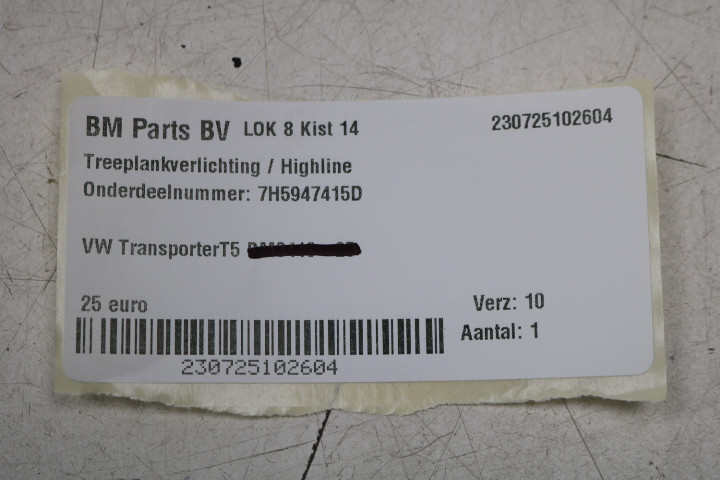 BM Parts BV LOK 8 Kist 14 230725102604
Treeplankverlichting / Highline
Onderdeelnummer: 7H5947415D
VW TransporterT5
25 euro Verz: 10
Aantal: 1
230725102604